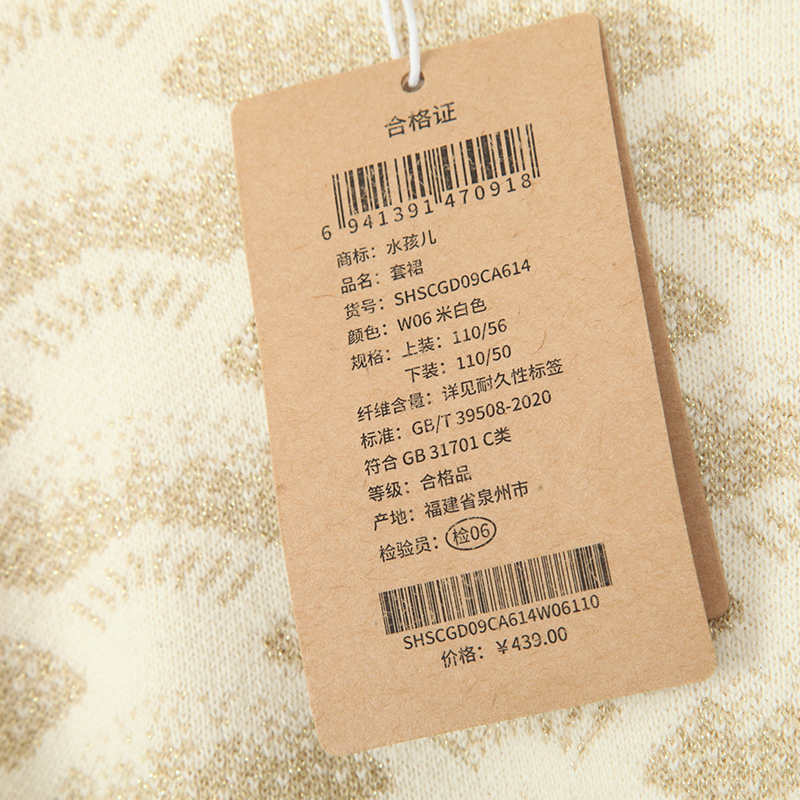 合格证
6 941391 470918
商标：水孩儿
品名：套裙
货号：SHSCGD09CA614
颜色：W06 米白色
规格：上装：110/56
下装：110/50
纤维含量：详见耐久性标签
标准：GB/T 39508-2020
符合 GB 31701 C类
等级：合格品
产地：福建省泉州市
检验员：检06
SHSCGD09CA614W06110
价格：￥439.00